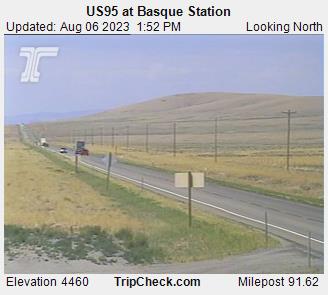 US95 at Basque Station
Updated: Aug 06 2023 1:52 PM Looking North
Elevation 4460 TripCheck.com Milepost 91.62